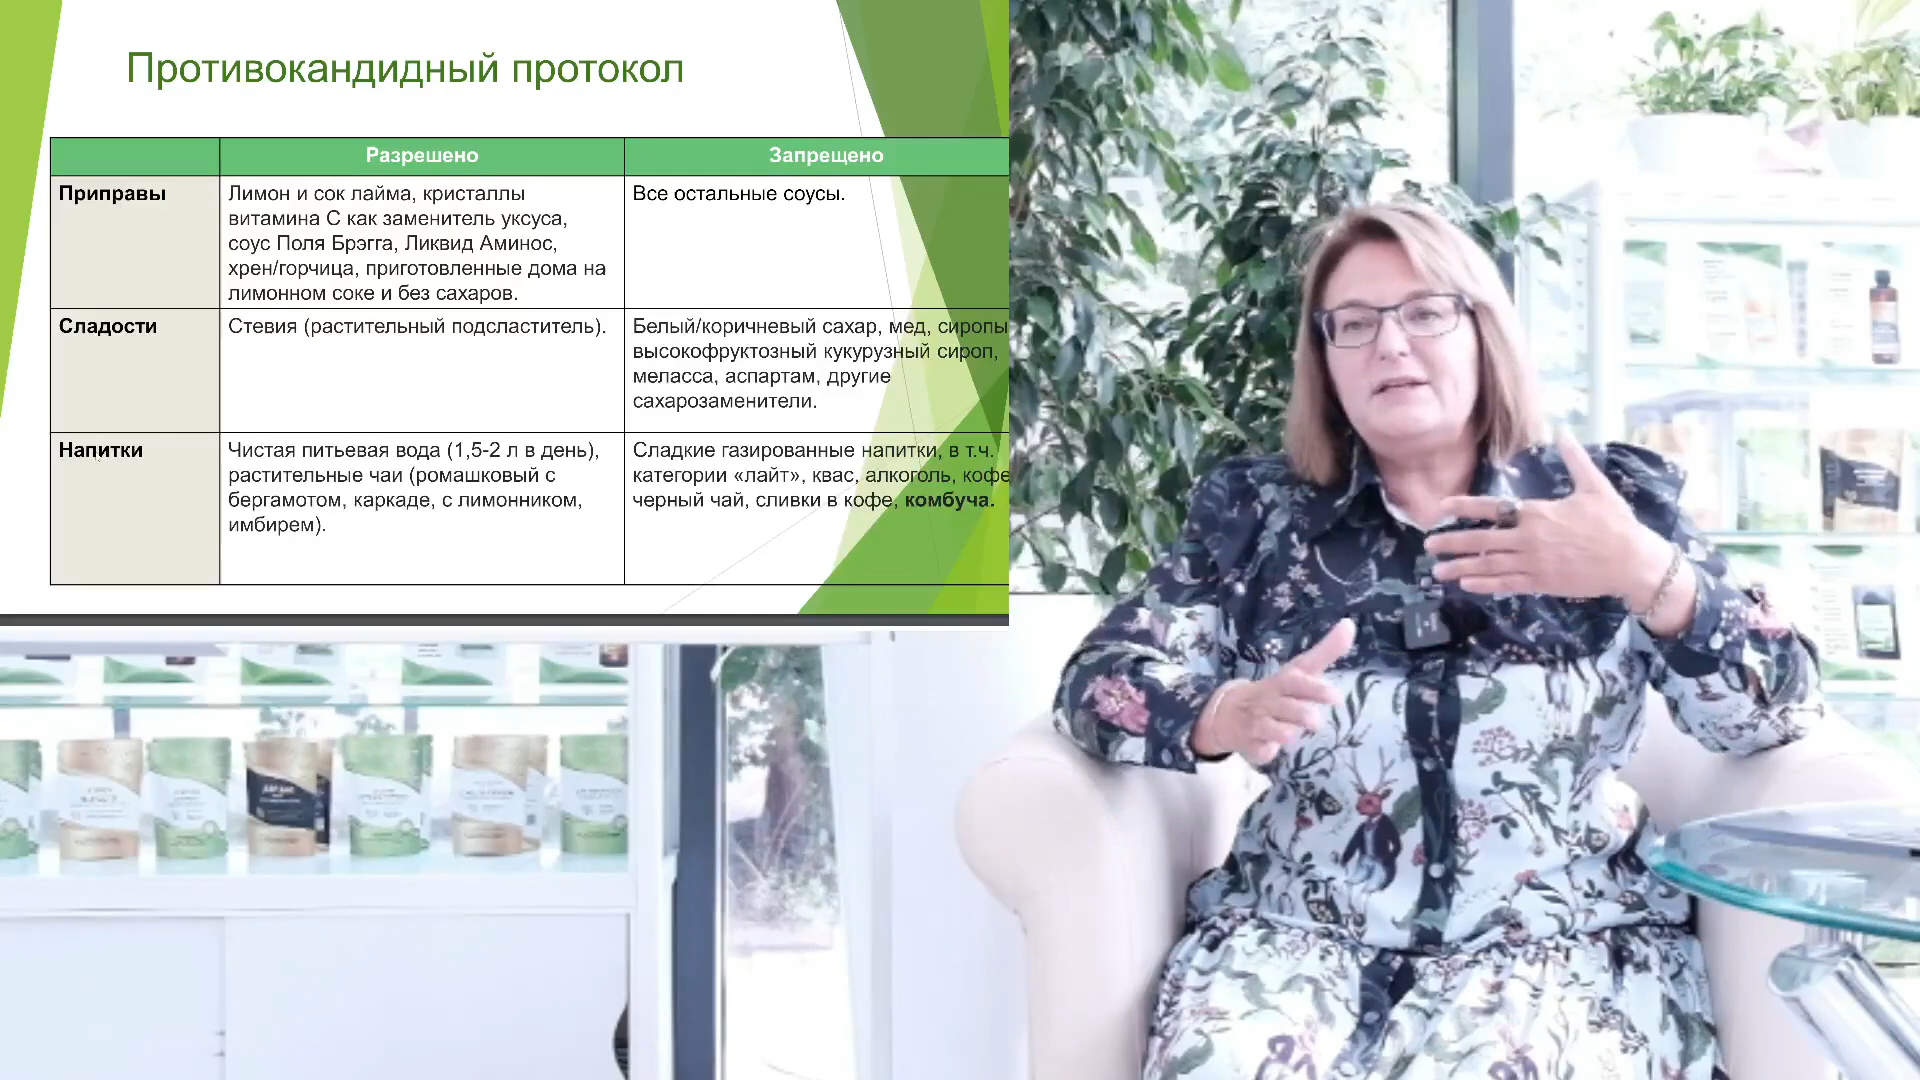 Противокандидный протокол
Разрешено
Запрещено
Приправы
Лимон и сок лайма, кристаллы
витамина С как заменитель уксуса,
соус Поля Брэгга, Ликвид Аминос,
хрен/горчица, приготовленные дома на
лимонном соке и без сахаров.
Все остальные соусы.
Сладости
Стевия (растительный подсластитель).
Белый/коричневый сахар, мед, сиропы
высокофруктозный кукурузный сироп,
меласса, аспартам, другие
сахарозаменители.
Напитки
Чистая питьевая вода (1,5-2 л в день),
растительные чаи (ромашковый с
бергамотом, каркаде, с лимонником,
имбирем).
Сладкие газированные напитки, в т.ч.
категории «лайт», квас, алкоголь, кофе
черный чай, сливки в кофе, комбуча.